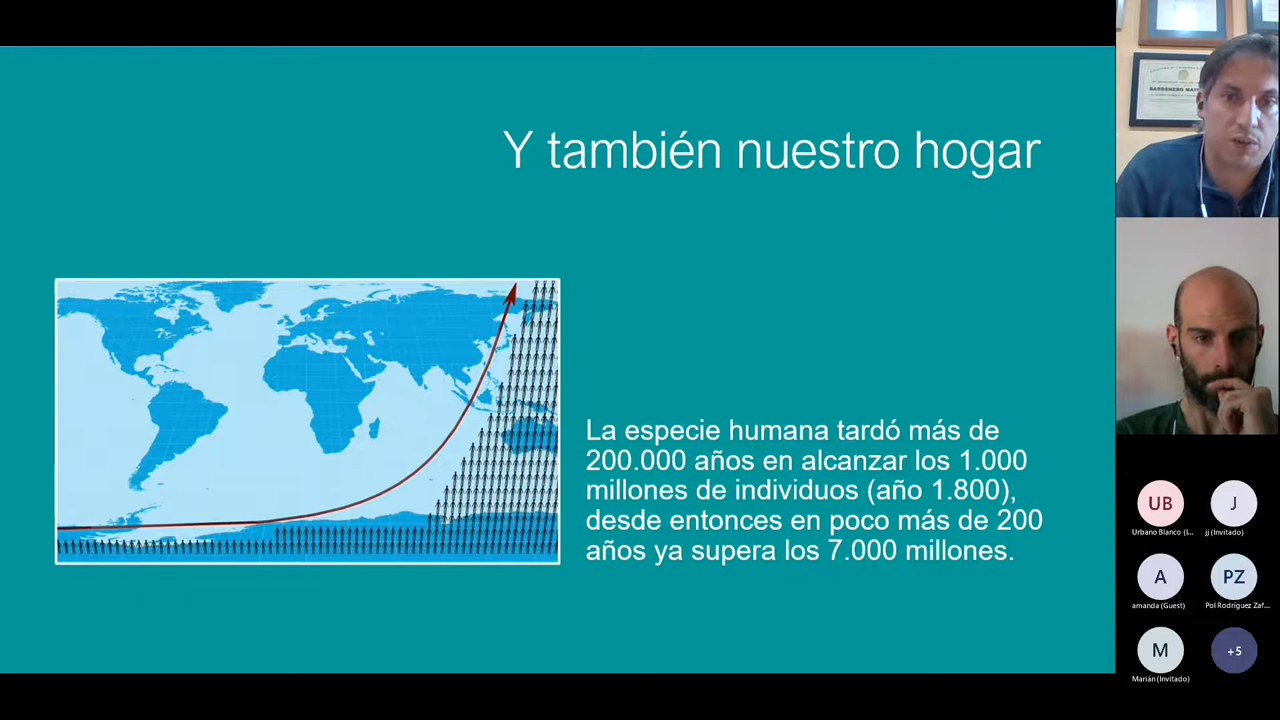 Y también nuestro hogar
La especie humana tardó más de
200.000 años en alcanzar los 1.000
millones de individuos (año 1.800),
desde entonces en poco más de 200
años ya supera los 7.000 millones.
UB
Urbano Blanco (I...
J
jj (Invitado)
A
amanda (Guest)
PZ
Pol Rodríguez Zaf...
M
Marián (Invitado)
+5